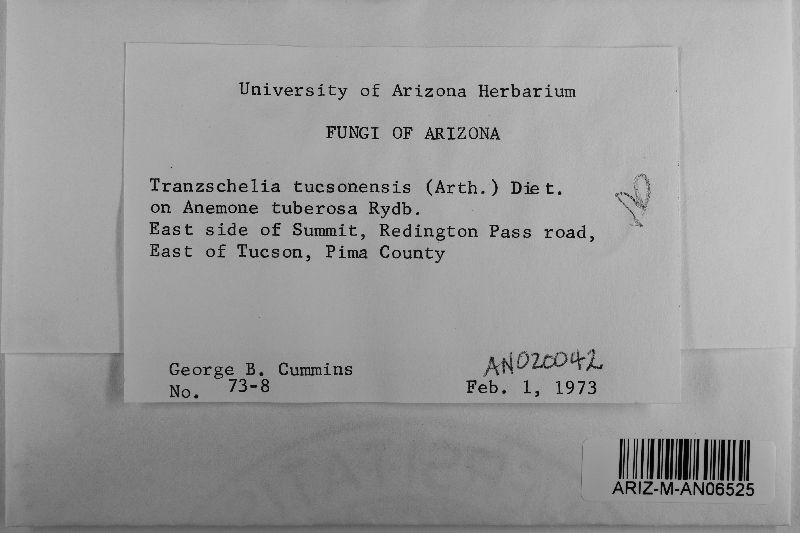 University of Arizona Herbarium
FUNGI OF ARIZONA
Tranzschelia tucsonensis (Arth.) Diet.
on Anemone tuberosa Rydb.
East side of Summit, Redington Pass road,
East of Tucson, Pima County
George B. Cummins
AN020042
No. 73-8
Feb. 1, 1973
ARIZ-M-AN06525